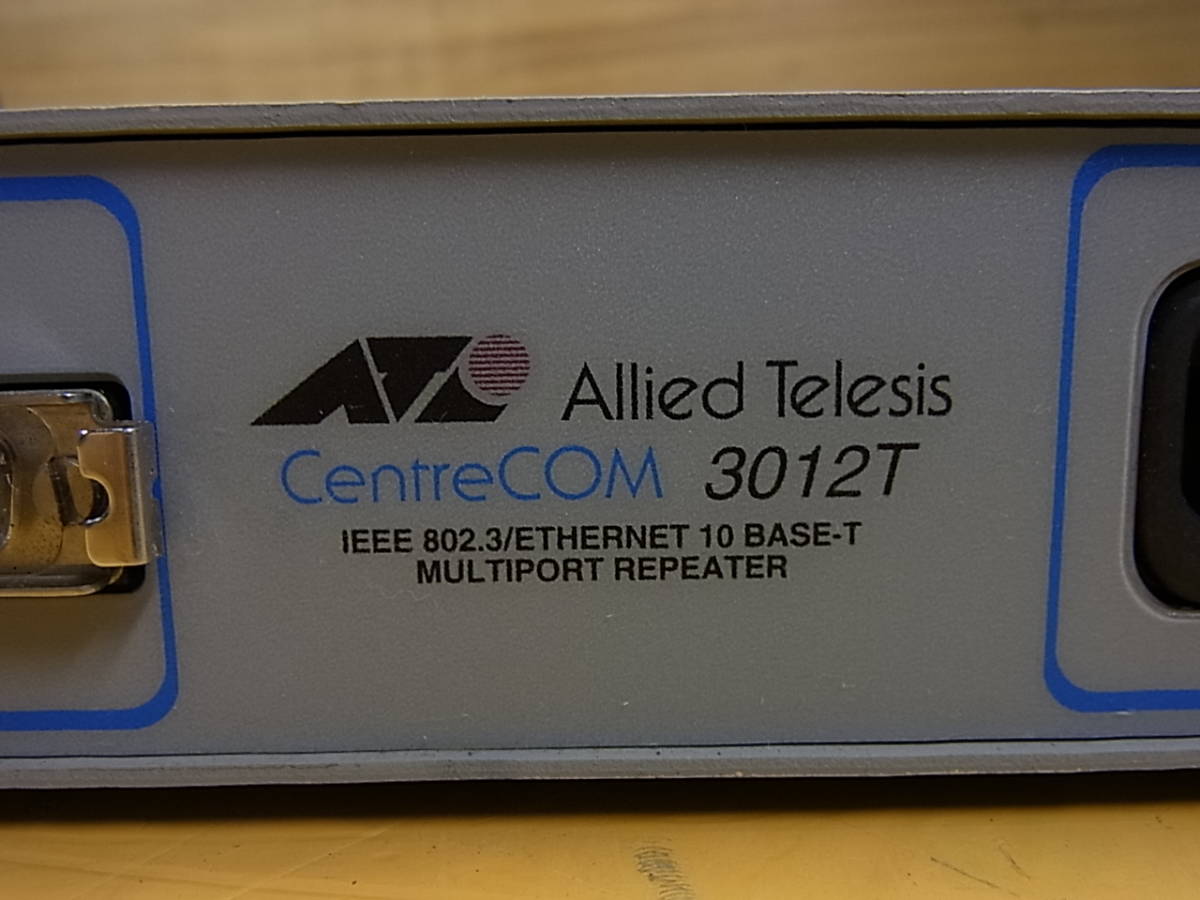 Allied Telesis
CentreCOM 3012T
IEEE 802.3/ETHERNET 10 BASE-T
MULTIPORT REPEATER